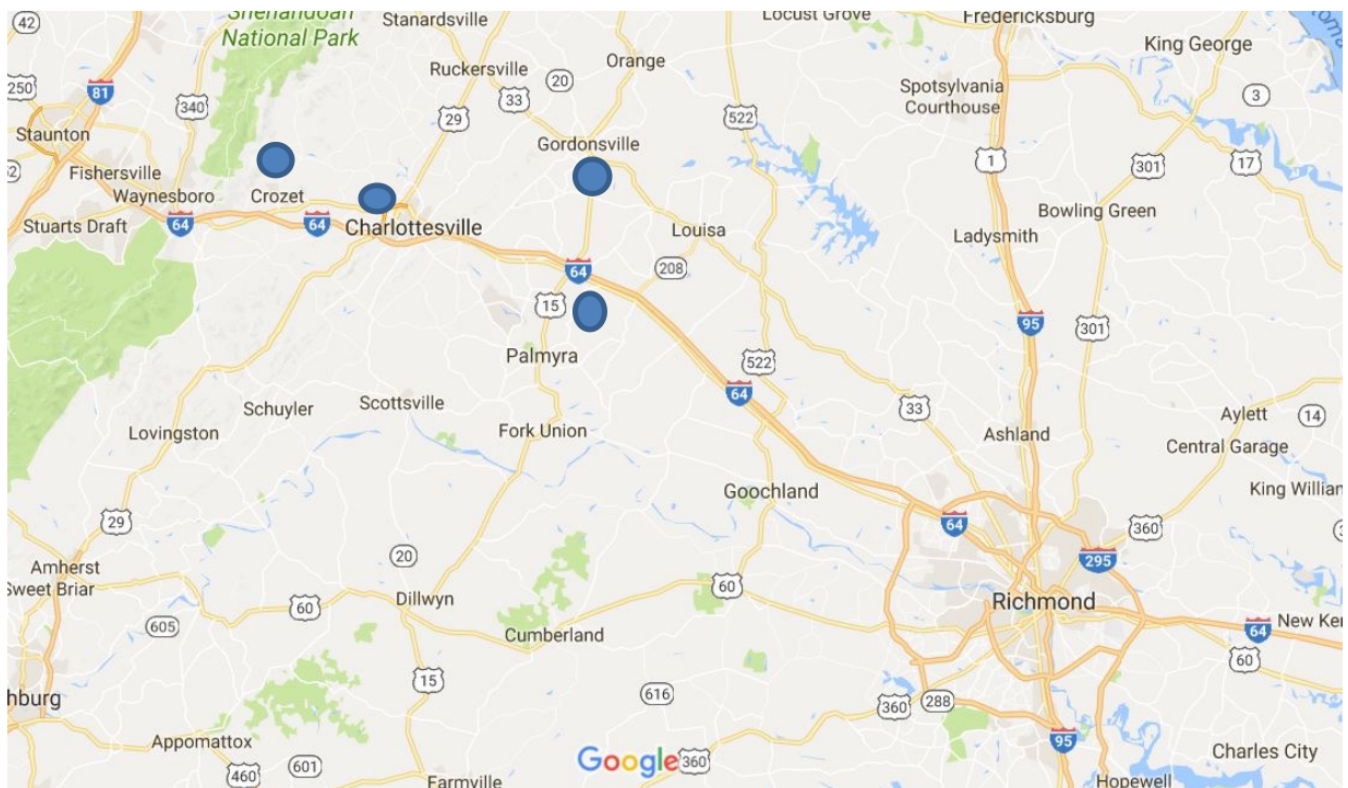 42
Shenandoah
National Park
Stanardsville
Locust Grove
Fredericksburg
King George
250
81
340
Ruckersville
20
Orange
33
29
522
Spotsylvania
Courthouse
3
Staunton
Gordonsville
1
301
17
Fishersville
Waynesboro
Crozet
Stuarts Draft
64
64
Charlottesville
Louisa
Bowling Green
Ladysmith
64
208
15
95
301
Palmyra
522
64
Schuyler
Scottsville
33
Aylett
14
Lovingston
Fork Union
Ashland
Central Garage
Goochland
King William
29
64
360
20
295
Amherst
Sweet Briar
60
Dillwyn
60
Richmond
605
Cumberland
64
New Ke
60
15
616
360
288
hburg
Appomattox
95
Google
360
Charles City
460
601
Farmville
Hopewell